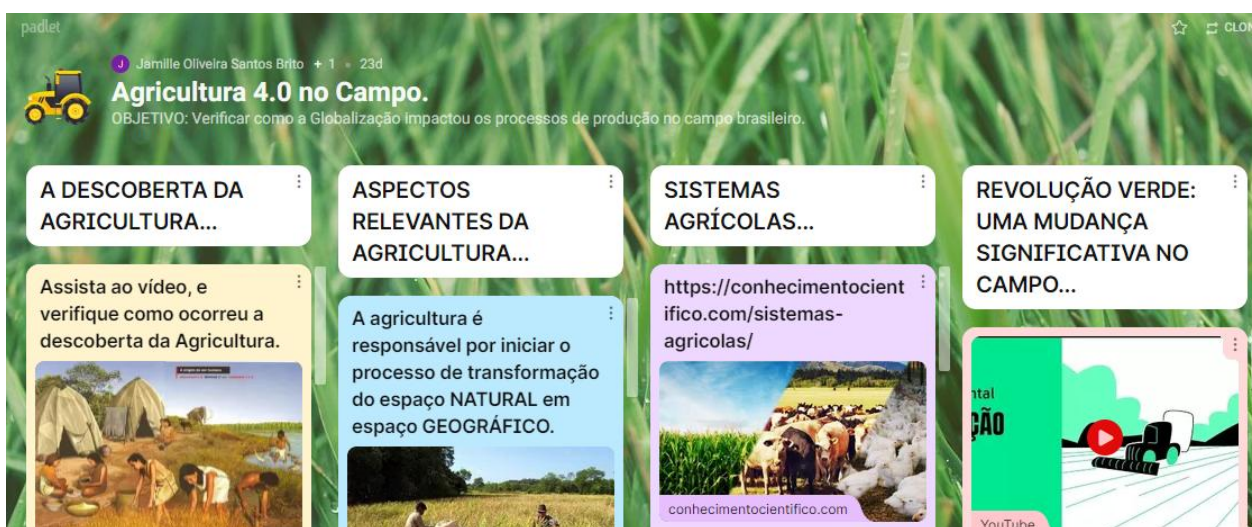 padlet
CLON
J Jamille Oliveira Santos Brito + 1 • 23d
Agricultura 4.0 no Campo.
OBJETIVO: Verificar como a Globalização impactou os processos de produção no campo brasileiro.
A DESCOBERTA DA
AGRICULTURA...
Assista ao vídeo, e
verifique como ocorreu a
descoberta da Agricultura.
ASPECTOS
RELEVANTES DA
AGRICULTURA...
A agricultura é
responsável por iniciar o
processo de transformação
do espaço NATURAL em
espaço GEOGRÁFICO.
SISTEMAS
AGRÍCOLAS...
https://conhecimentocient
ifico.com/sistemas-
agricolas/
conhecimentocientifico.com
REVOLUÇÃO VERDE:
UMA MUDANÇA
SIGNIFICATIVA NO
CAMPO...
ntal
ÇÃO
YouTube